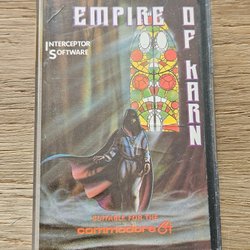 EMPIRE OF KARN
INTERCEPTOR
SOFTWARE
SUITABLE FOR THE
commodore 64